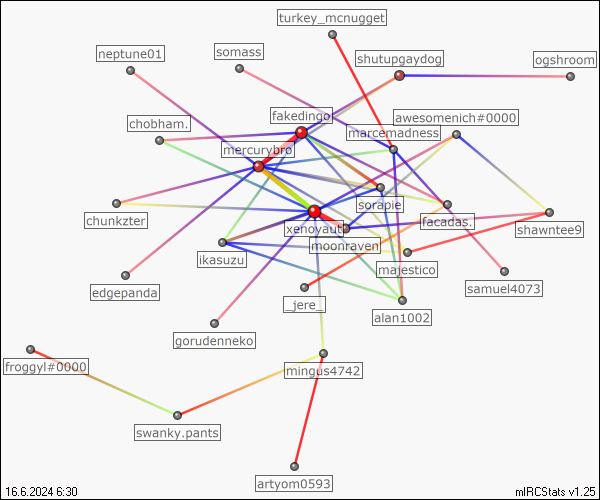 turkey_mcnugget
neptune01
somass
shutupgaydog
ogshroom
fakedingo
chobham.
awesomenich#0000
marcemadness
mercurybro
sorapie
chunkzter
facadas.
xenoyauti
shawntee9
moonraven
ikasuzu
majestico
edgepanda
samuel4073
_jere_
alan1002
gorudenneko
froggyl#0000
mingus4742
swanky.pants
artyom0593
16.6.2024 6:30
mIRCStats v1.25